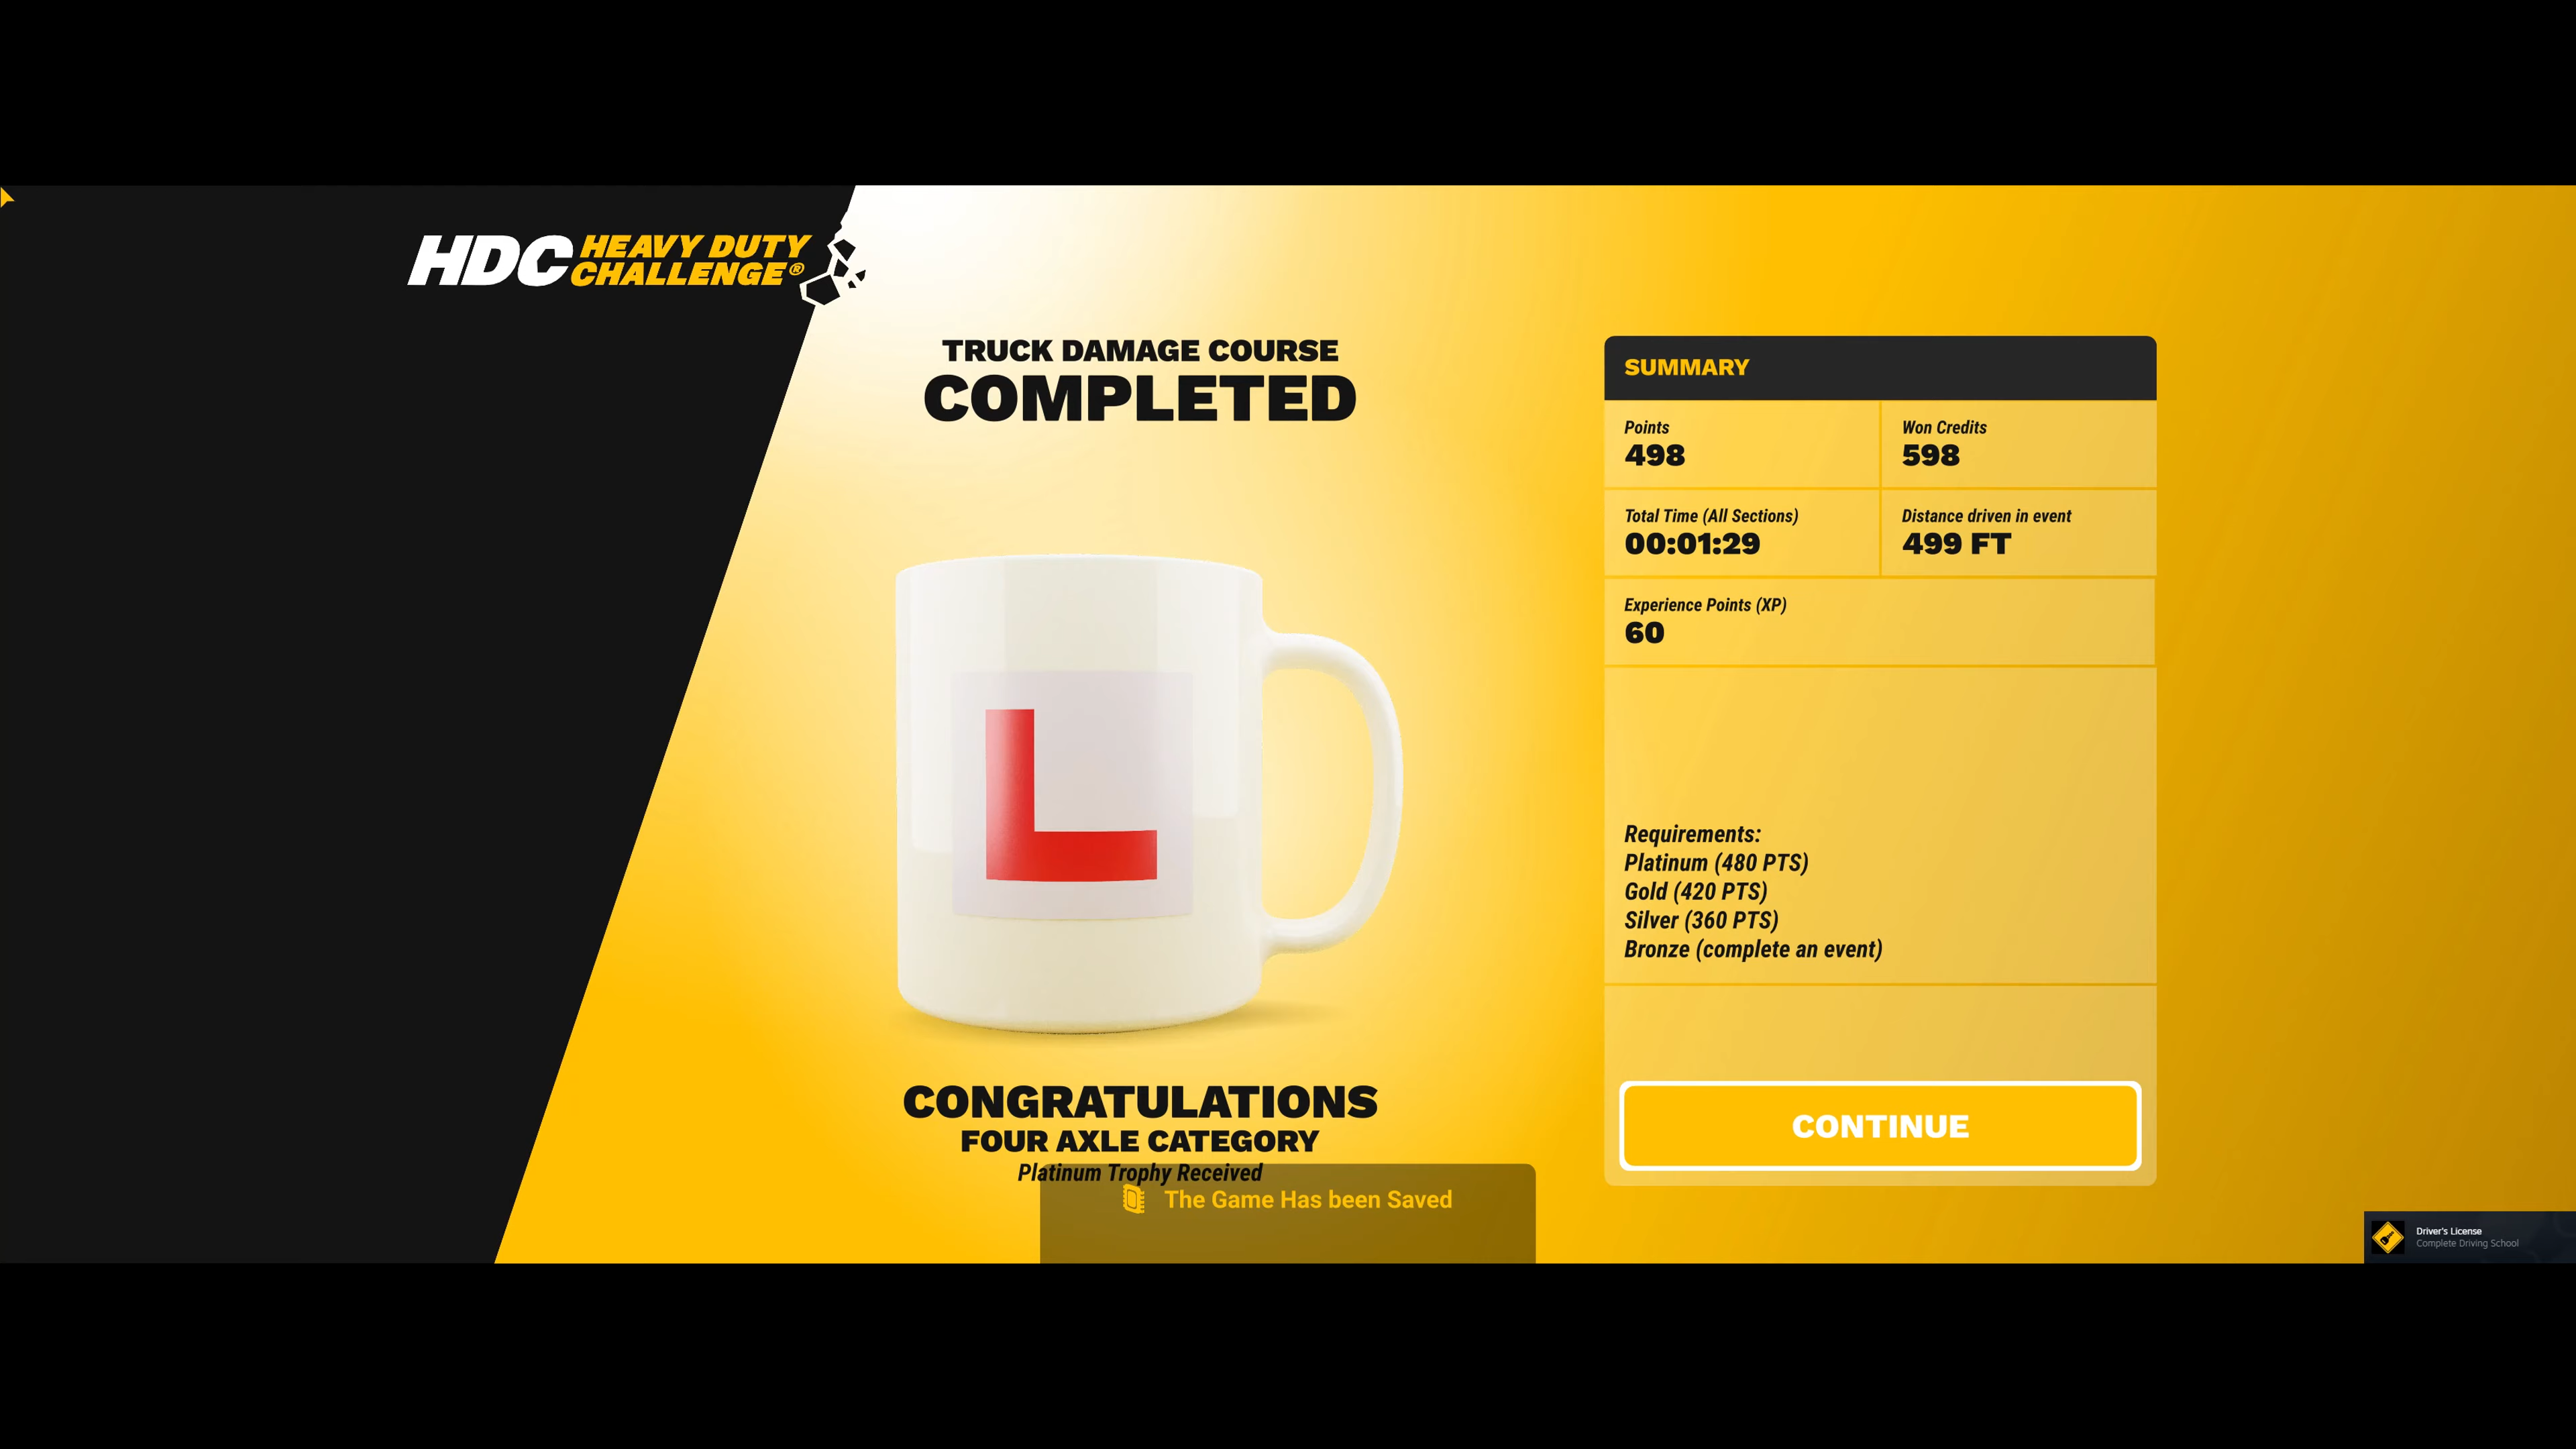 HDC HEAVY DUTY
CHALLENGE®
TRUCK DAMAGE COURSE
COMPLETED
L
CONGRATULATIONS
FOUR AXLE CATEGORY
Platinum Trophy Received
The Game Has been Saved
SUMMARY
Points
498
Won Credits
598
Total Time (All Sections)
00:01:29
Distance driven in event
499 FT
Experience Points (XP)
60
Requirements:
Platinum (480 PTS)
Gold (420 PTS)
Silver (360 PTS)
Bronze (complete an event)
CONTINUE
Driver's License
Complete Driving School